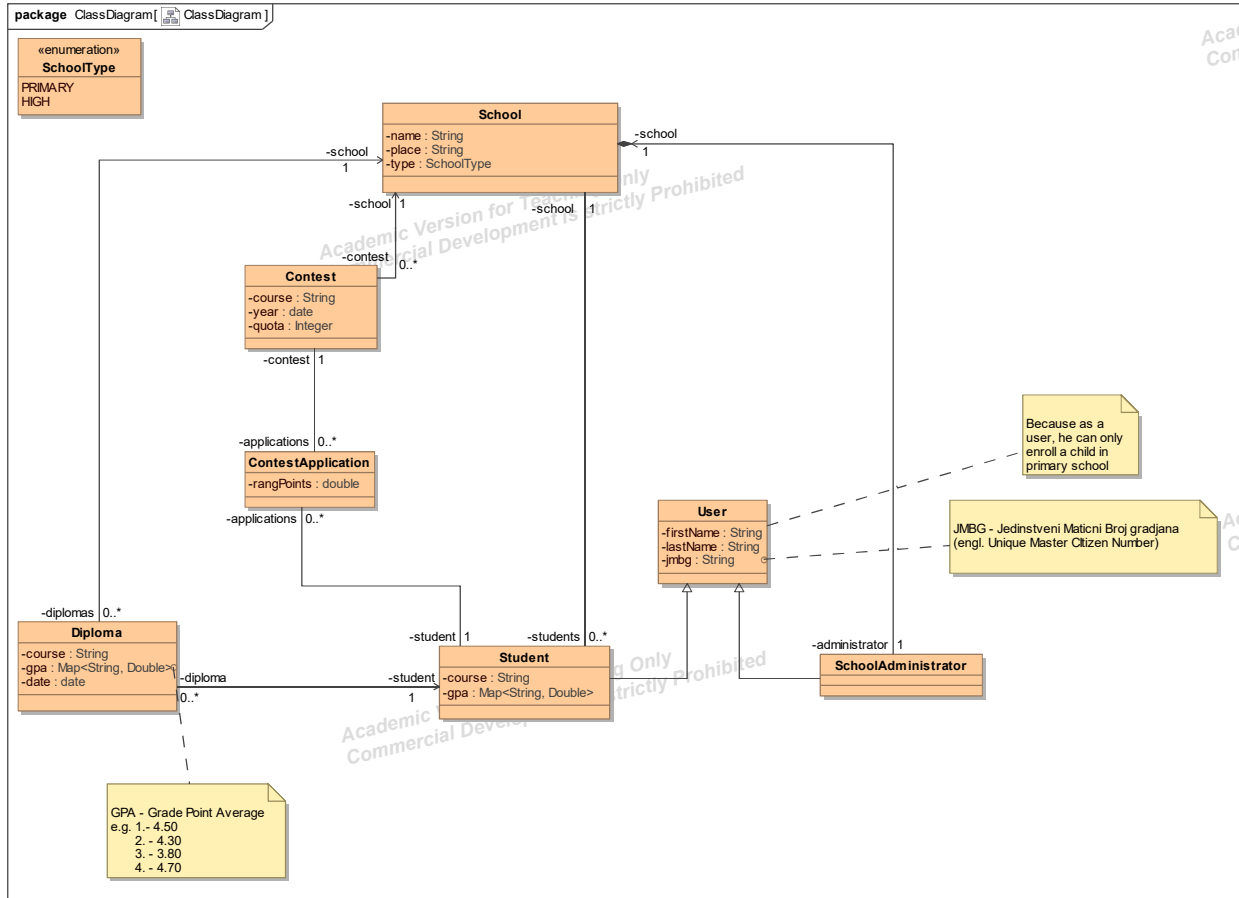 package ClassDiagram[ ClassDiagram ]
«enumeration»
SchoolType
PRIMARY
HIGH
School
-name : String
-place : String
-type : SchoolType
-school
1
-school
1
-school 1
-school 1
-contest
0..*
Contest
-course : String
-year : date
-quota : Integer
-contest 1
-applications 0..*
ContestApplication
-rangPoints : double
-applications 0..*
Because as a
user, he can only
enroll a child in
primary school
User
-firstName : String
-lastName : String
-jmbg : String
JMBG - Jedinstveni Maticni Broj gradjana
(engl. Unique Master Citizen Number)
-diplomas 0..*
Diploma
-course : String
-gpa : Map<String, Double>
-date : date
-diploma
0..*
-student
1
-student 1
-students 0..*
Student
-course : String
-gpa : Map<String, Double>
-administrator 1
SchoolAdministrator
GPA - Grade Point Average
e.g. 1.- 4.50
2. - 4.30
3. - 3.80
4. - 4.70
Academic Version for Teaching Only
Commercial Development is strictly Prohibited
Academic
Commercial Development
Only
Strictly Prohibited